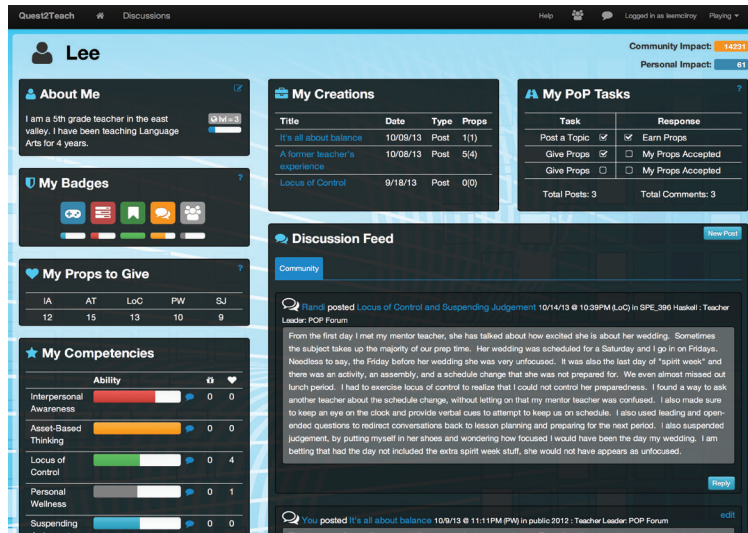 Quest2Teach Discussions Help Logged in as leemcilroy Playing
Lee
Community Impact: 14231
Personal Impact: 61
About Me
I am a 5th grade teacher in the east
valley. I have been teaching Language
Arts for 4 years.
lvl = 3
My Badges ?
My Props to Give ?
IA AT LoC PW SJ
12 15 13 10 9
My Competencies
Ability
Interpersonal
Awareness 0 0
Asset-Based
Thinking 0 0
Locus of
Control 0 4
Personal
Wellness 0 1
Suspending 0 0
My Creations
Title Date Type Props
It's all about balance 10/09/13 Post 1(1)
A former teacher's
experience 10/08/13 Post 5(4)
Locus of Control 9/18/13 Post 0(0)
My PoP Tasks ?
Task Response
Post a Topic Earn Props
Give Props My Props Accepted
Give Props My Props Accepted
Total Posts: 3 Total Comments: 3
Discussion Feed New Post
Community
Randi posted Locus of Control and Suspending Judgement 10/14/13 @ 10:39PM (LoC) in SPE_396 Haskell : Teacher
Leader: POP Forum
From the first day I met my mentor teacher, she has talked about how excited she is about her wedding. Sometimes
the subject takes up the majority of our prep time. Her wedding was scheduled for a Saturday and I go in on Fridays.
Needless to say, the Friday before her wedding she was very unfocused. It was also the last day of "spirit week" and
there was an activity, an assembly, and a schedule change that she was not prepared for. We even almost missed out
lunch period. I had to exercise locus of control to realize that I could not control her preparedness. I found a way to ask
another teacher about the schedule change, without letting on that my mentor teacher was confused. I also made sure
to keep an eye on the clock and provide verbal cues to attempt to keep us on schedule. I also used leading and open-
ended questions to redirect conversations back to lesson planning and preparing for the next period. I also suspended
judgement, by putting myself in her shoes and wondering how focused I would have been the day my wedding. I am
betting that had the day not included the extra spirit week stuff, she would not have appears as unfocused.
Reply
You posted It's all about balance 10/9/13 @ 11:11PM (PW) in public 2012 : Teacher Leader: POP Forum edit